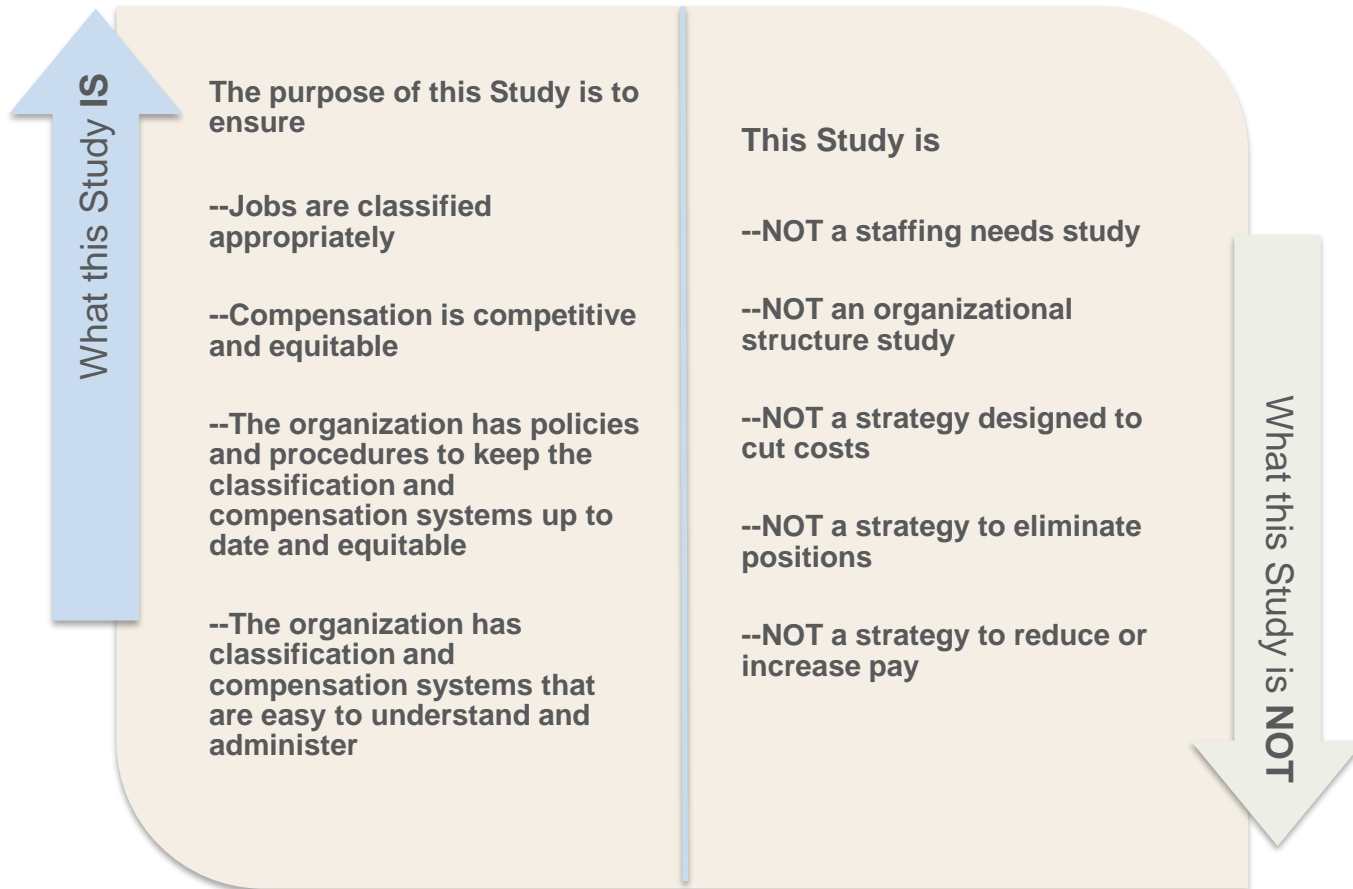 What this Study IS
The purpose of this Study is to
ensure
--Jobs are classified
appropriately
--Compensation is competitive
and equitable
--The organization has policies
and procedures to keep the
classification and
compensation systems up to
date and equitable
--The organization has
classification and
compensation systems that
are easy to understand and
administer
This Study is
--NOT a staffing needs study
--NOT an organizational
structure study
--NOT a strategy designed to
cut costs
--NOT a strategy to eliminate
positions
--NOT a strategy to reduce or
increase pay
What this Study is NOT